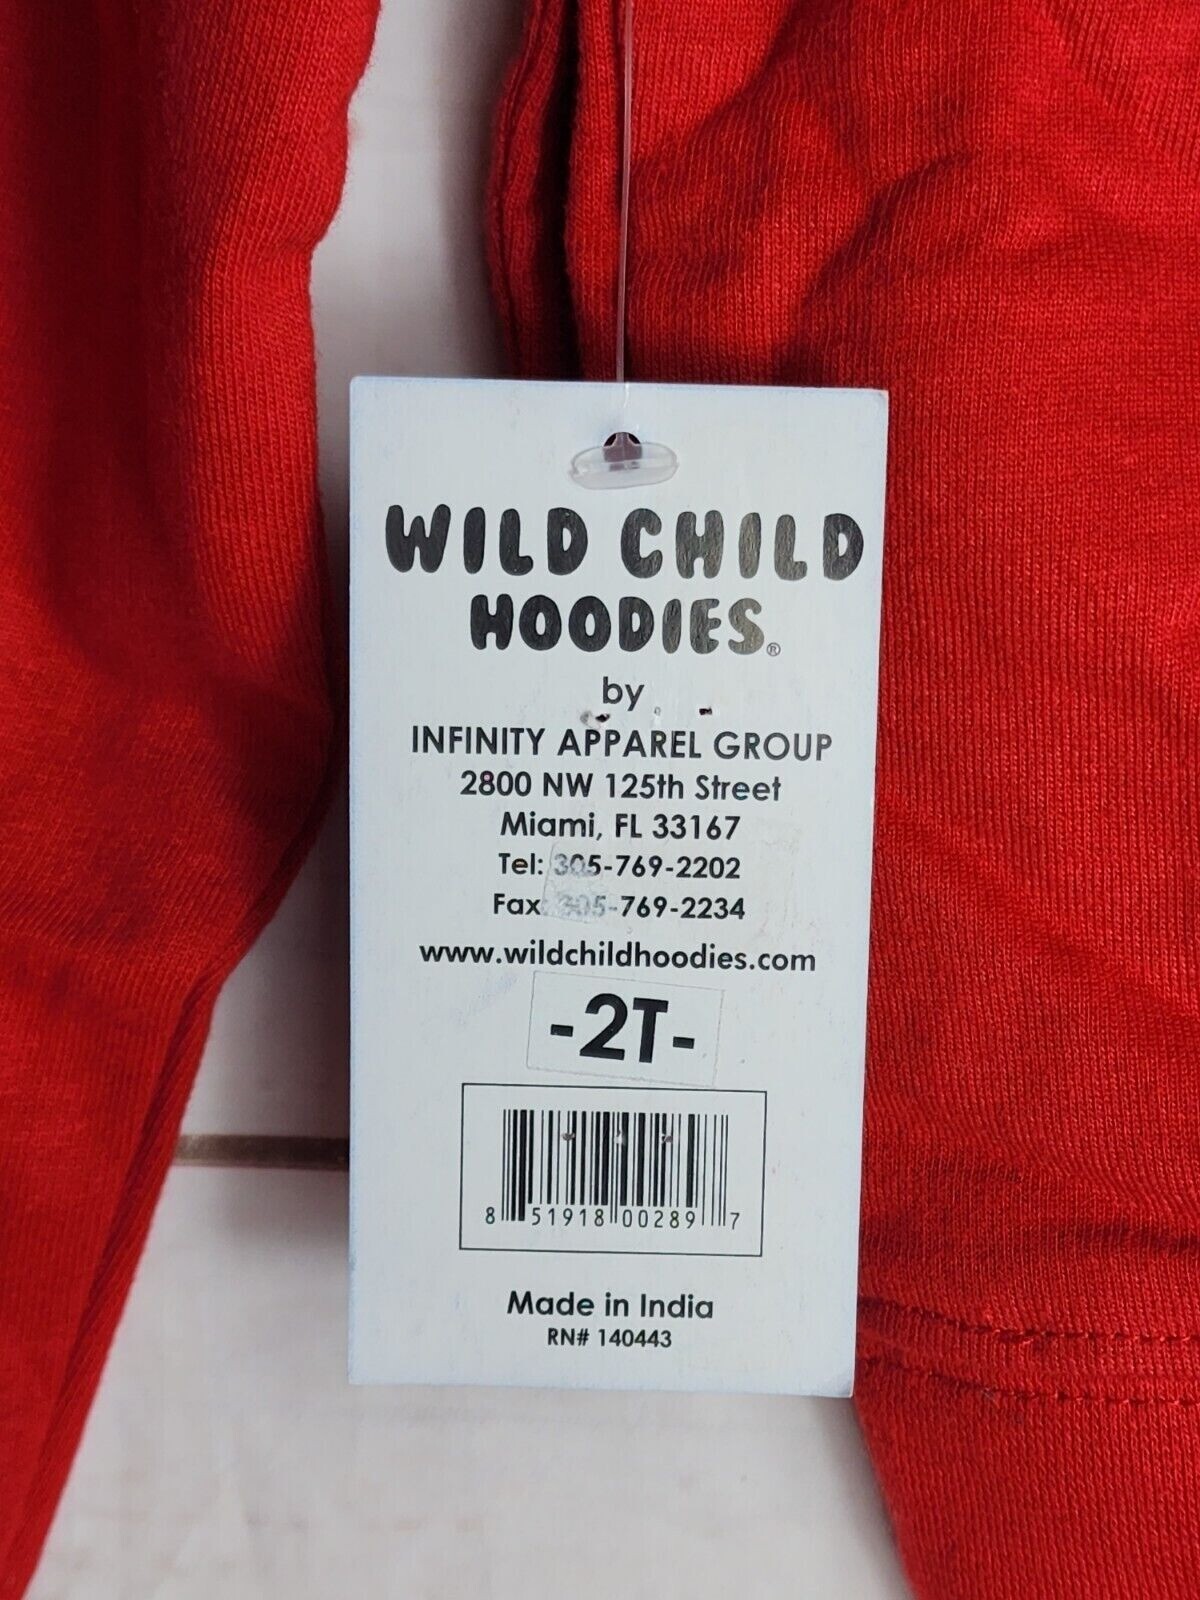 WILD CHILD
HOODIES®
by
INFINITY APPAREL GROUP
2800 NW 125th Street
Miami, FL 33167
Tel: 305-769-2202
Fax: 305-769-2234
www.wildchildhoodies.com
-2T-
8 51918 00289 7
Made in India
RN# 140443